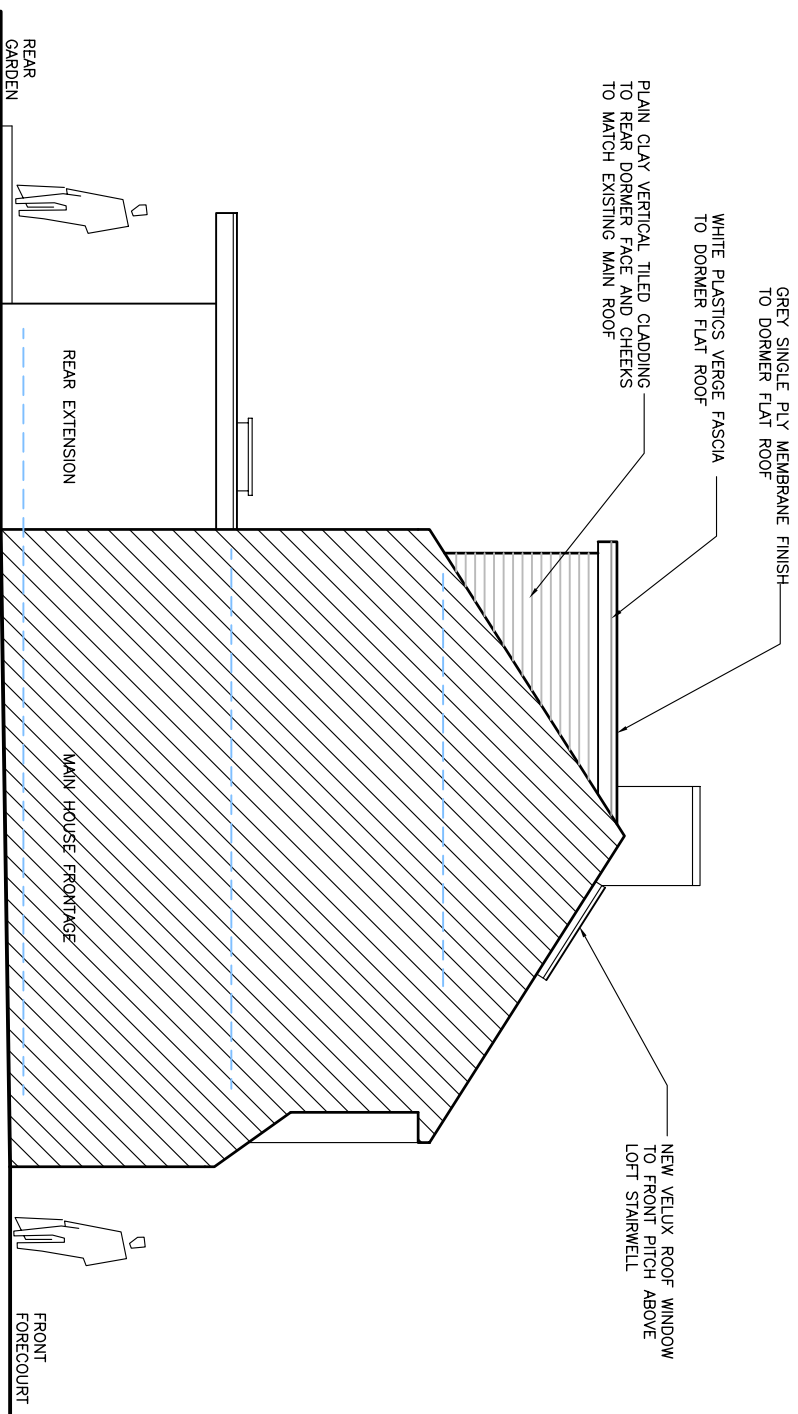 GREY SINGLE PLY MEMBRANE FINISH
TO DORMER FLAT ROOF
WHITE PLASTICS VERGE FASCIA
TO DORMER FLAT ROOF
PLAIN CLAY VERTICAL TILED CLADDING
TO REAR DORMER FACE AND CHEEKS
TO MATCH EXISTING MAIN ROOF
NEW VELUX ROOF WINDOW
TO FRONT PITCH ABOVE
LOFT STAIRWELL
REAR EXTENSION
MAIN HOUSE FRONTAGE
REAR
GARDEN
FRONT
FORECOURT